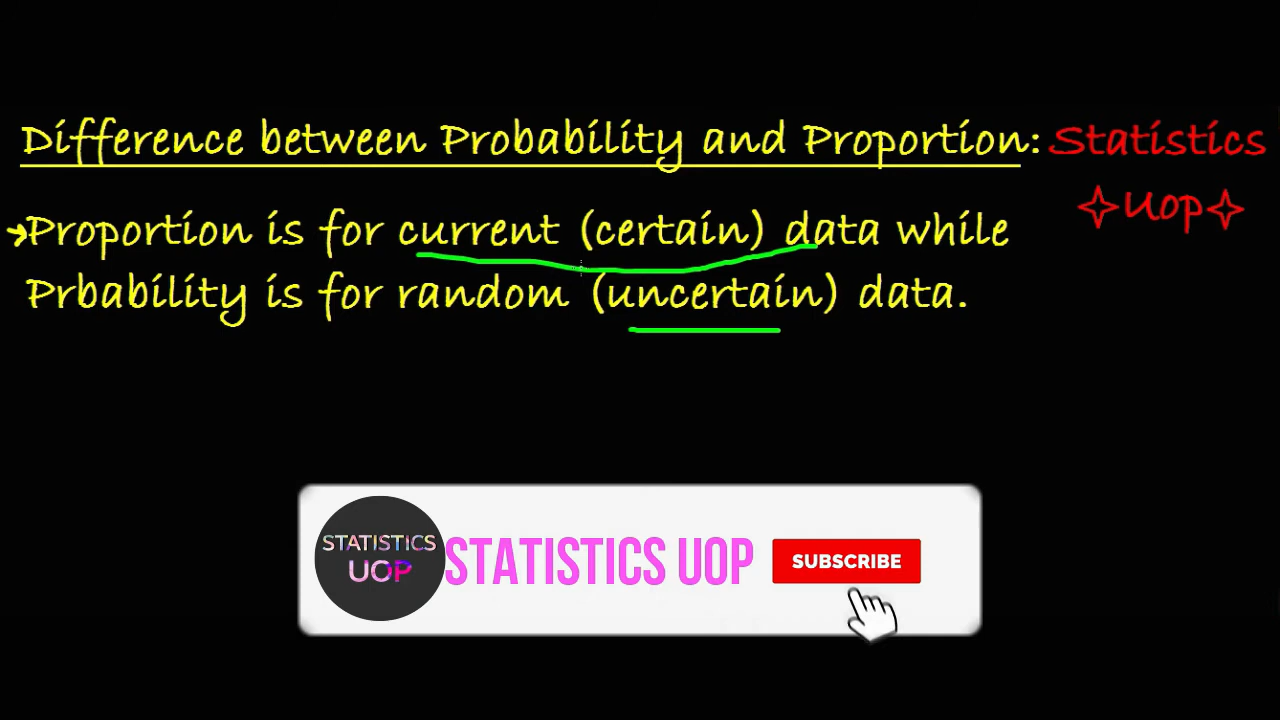 Difference between Probability and Proportion: Statistics
✧Uop✧
→Proportion is for current (certain) data while
Prbability is for random (uncertain) data.
STATISTICS
UOP
STATISTICS UOP
SUBSCRIBE